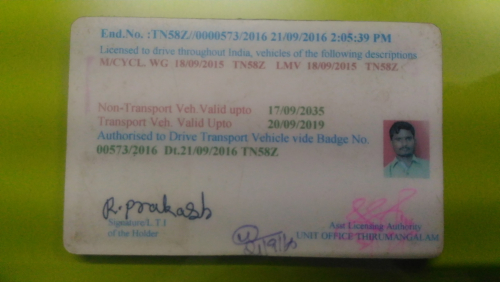 End.No. :TN58Z//0000573/2016 21/09/2016 2:05:39 PM
Licensed to drive throughout India, vehicles of the following descriptions
M/CYCL. WG 18/09/2015 TN58Z LMV 18/09/2015 TN58Z
Non-Transport Veh.Valid upto 17/09/2035
Transport Veh. Valid Upto 20/09/2019
Authorised to Drive Transport Vehicle vide Badge No.
00573/2016 Dt.21/09/2016 TN58Z
R. Prakash
Signature/L.T.I
of the Holder
Asst Licensing Authority
UNIT OFFICE THIRUMANGALAM